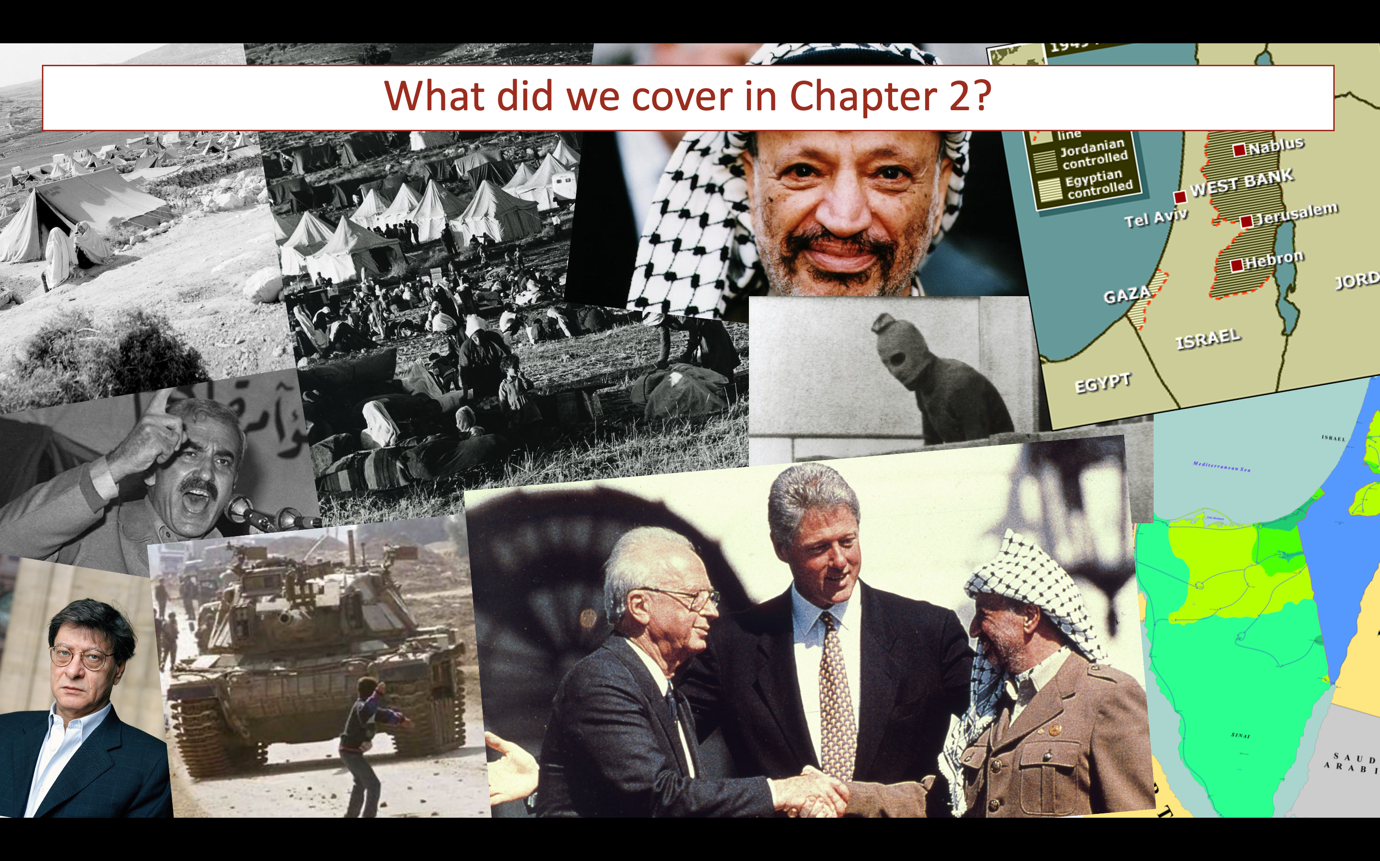 What did we cover in Chapter 2?
line
Jordanian
controlled
Egyptian
controlled
Nablus
WEST BANK
Tel Aviv
Jerusalem
Hebron
GAZA
JORD
ISRAEL
EGYPT
ISRAEL
Mediterranean Sea
SINAI
SAUD
ARABI